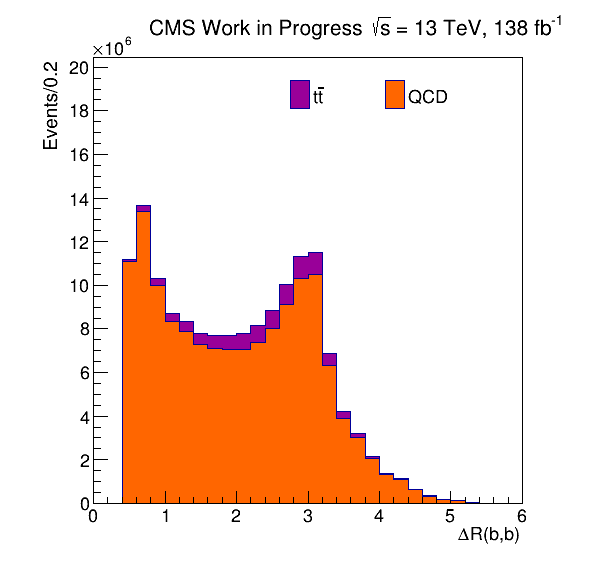 CMS Work in Progress √s = 13 TeV, 138 fb⁻¹
×10⁶
Events/0.2
tt̄
QCD
20
18
16
14
12
10
8
6
4
2
0
0 1 2 3 4 5 6
ΔR(b,b)